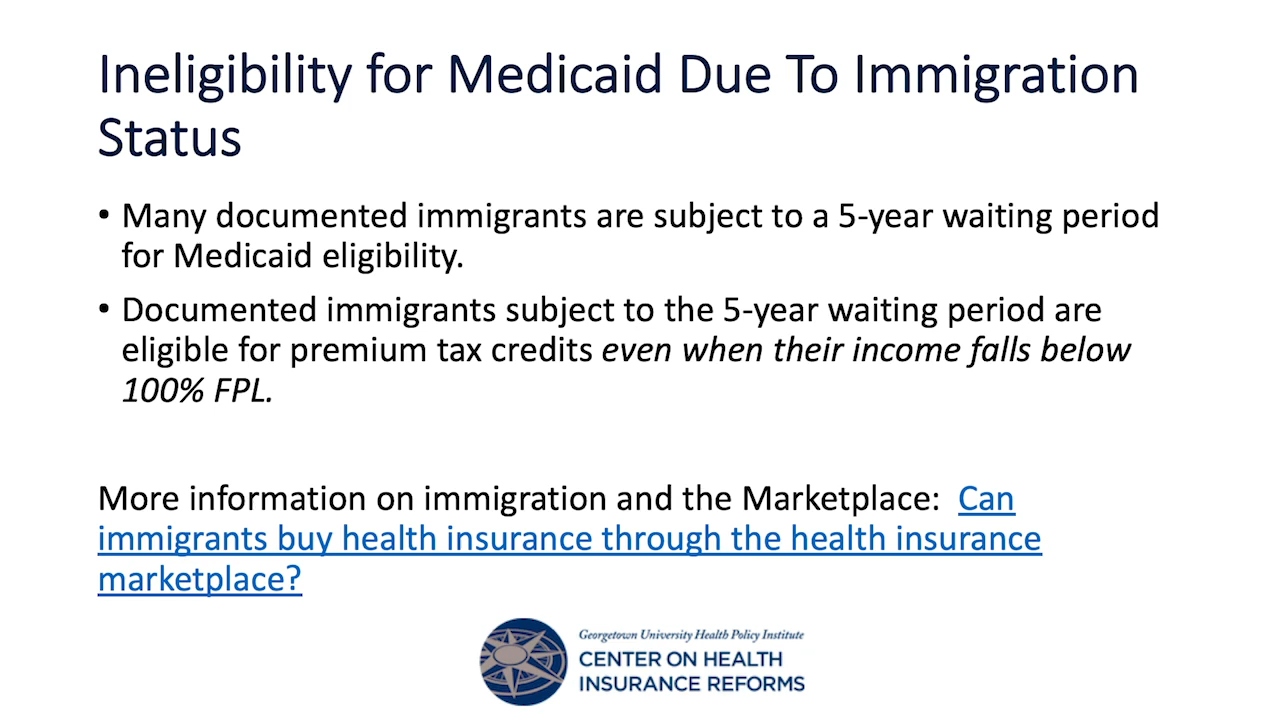 Ineligibility for Medicaid Due To Immigration
Status
• Many documented immigrants are subject to a 5-year waiting period
for Medicaid eligibility.
• Documented immigrants subject to the 5-year waiting period are
eligible for premium tax credits even when their income falls below
100% FPL.
More information on immigration and the Marketplace: Can
immigrants buy health insurance through the health insurance
marketplace?
Georgetown University Health Policy Institute
CENTER ON HEALTH
INSURANCE REFORMS